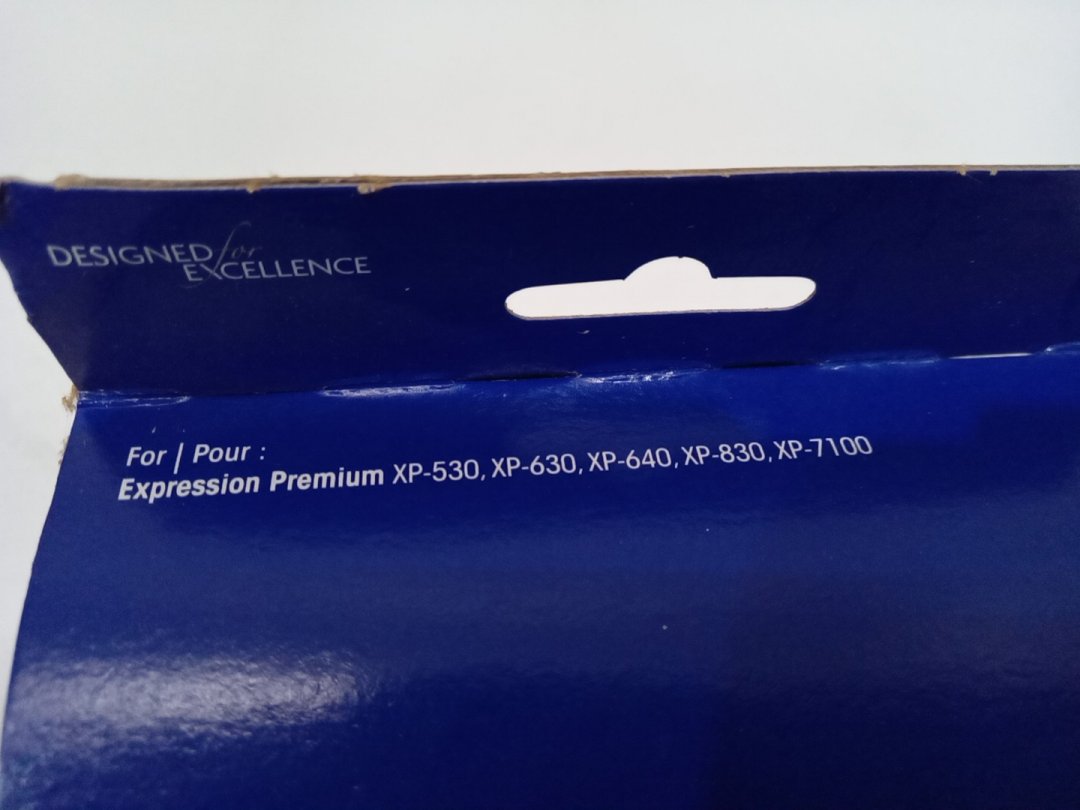 DESIGNED for
EXCELLENCE
For | Pour :
Expression Premium XP-530, XP-630, XP-640, XP-830, XP-7100